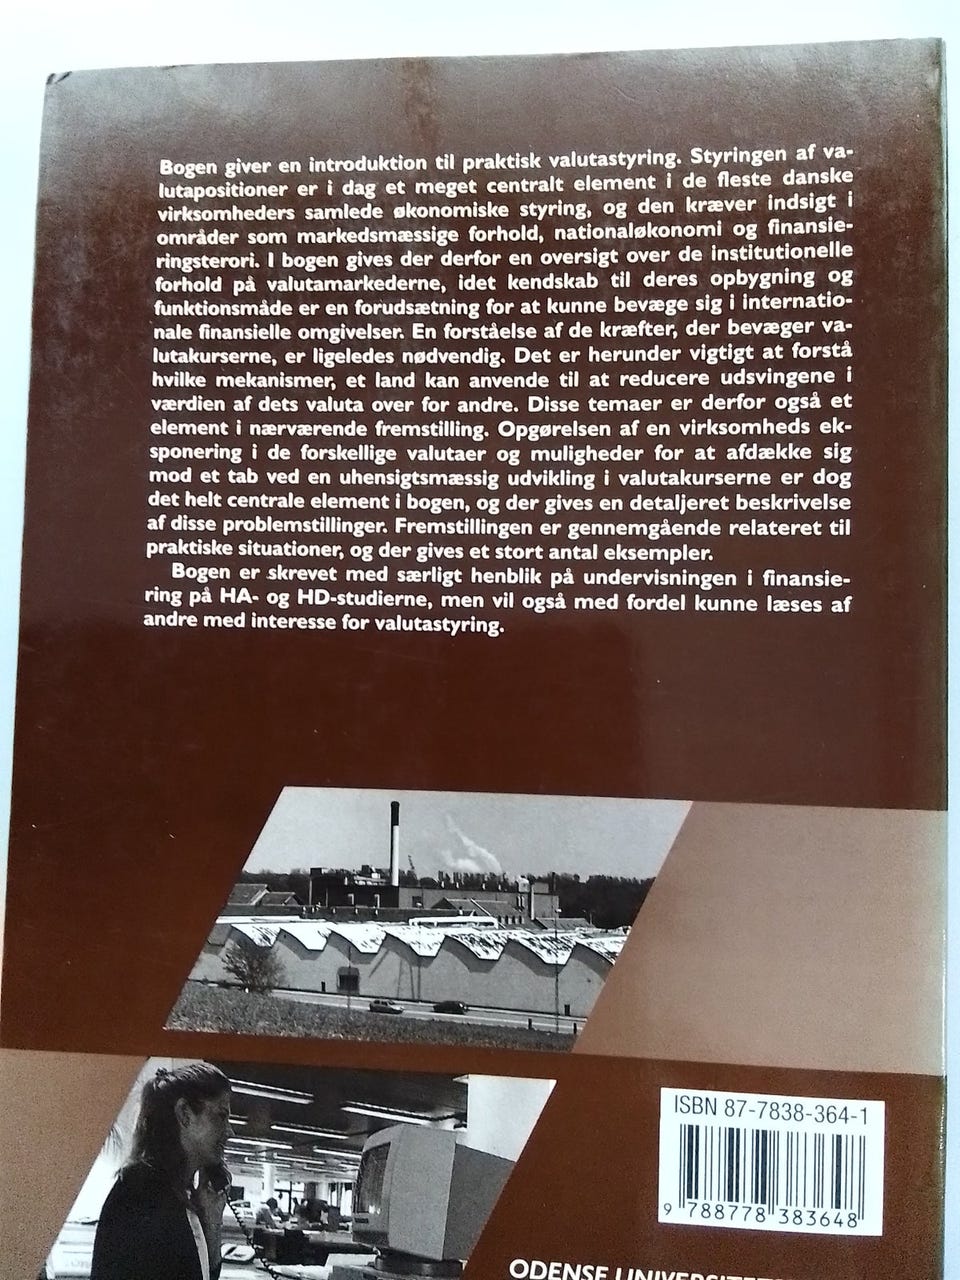 Bogen giver en introduktion til praktisk valutastyring. Styringen af va-
lutapositioner er i dag et meget centralt element i de fleste danske
virksomheders samlede økonomiske styring, og den kræver indsigt i
områder som markedsmæssige forhold, nationaløkonomi og finansie-
ringsterori. I bogen gives der derfor en oversigt over de institutionelle
forhold på valutamarkederne, idet kendskab til deres opbygning og
funktionsmåde er en forudsætning for at kunne bevæge sig i internatio-
nale finansielle omgivelser. En forståelse af de kræfter, der bevæger va-
lutakurserne, er ligeledes nødvendig. Det er herunder vigtigt at forstå
hvilke mekanismer, et land kan anvende til at reducere udsvingene i
værdien af dets valuta over for andre. Disse temaer er derfor også et
element i nærværende fremstilling. Opgørelsen af en virksomheds ek-
sponering i de forskellige valutaer og muligheder for at afdække sig
mod et tab ved en uhensigtsmæssig udvikling i valutakurserne er dog
det helt centrale element i bogen, og der gives en detaljeret beskrivelse
af disse problemstillinger. Fremstillingen er gennemgående relateret til
praktiske situationer, og der gives et stort antal eksempler.
Bogen er skrevet med særligt henblik på undervisningen i finansie-
ring på HA- og HD-studierne, men vil også med fordel kunne læses af
andre med interesse for valutastyring.
ISBN 87-7838-364-1
9 788778 383648
ODENSE